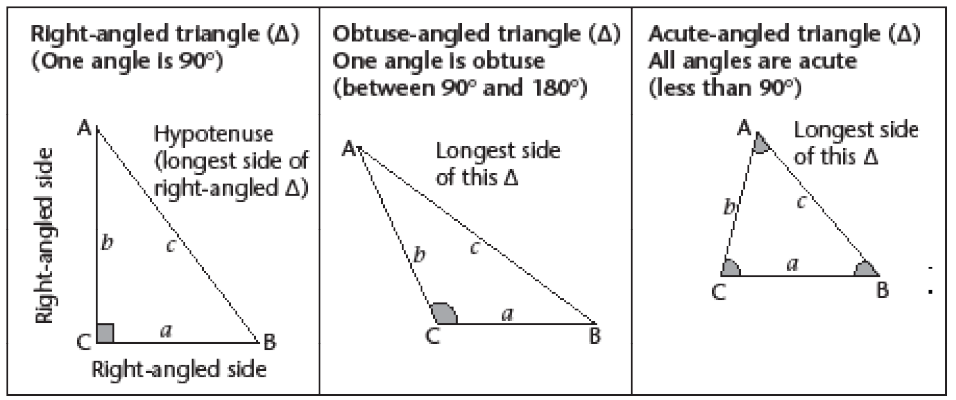 Right-angled triangle (Δ)
(One angle is 90°)
A
Hypotenuse
(longest side of
right-angled Δ)
Right-angled side
b
c
C
a
B
Right-angled side
Obtuse-angled triangle (Δ)
One angle is obtuse
(between 90° and 180°)
A
Longest side
of this Δ
b
c
a
C
B
Acute-angled triangle (Δ)
All angles are acute
(less than 90°)
A
Longest side
of this Δ
b
c
a
C
B
: